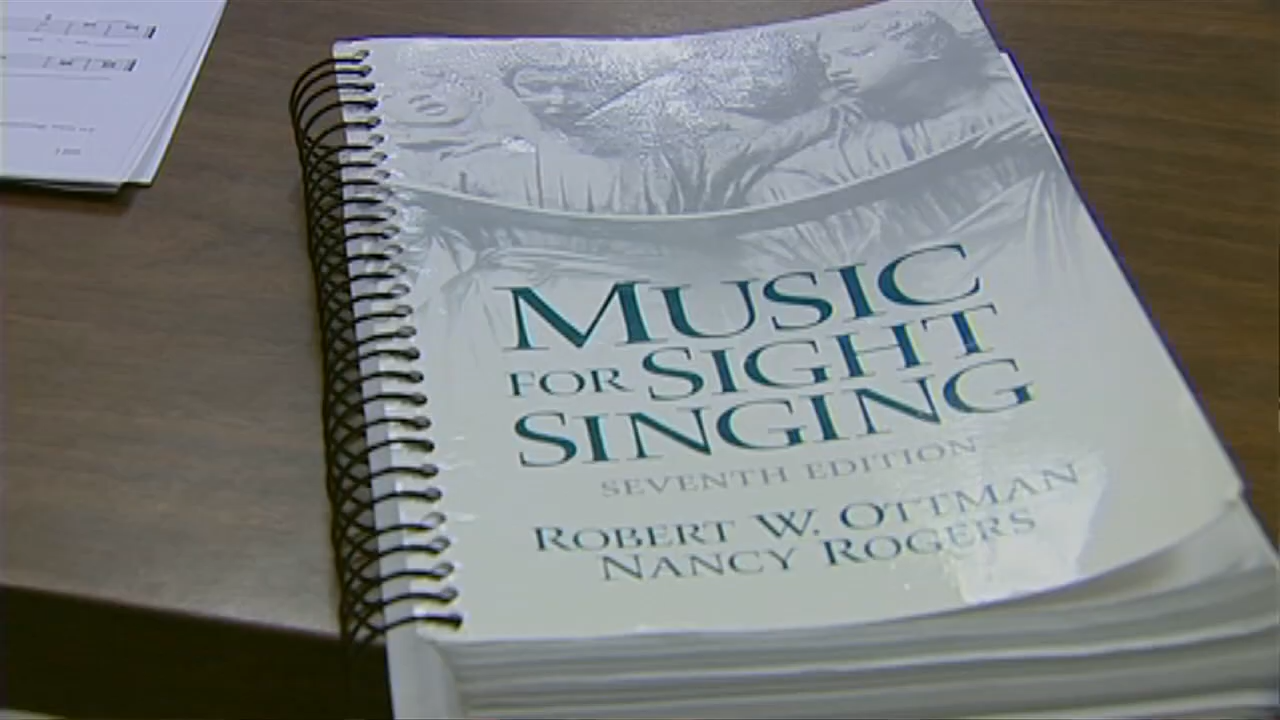 MUSIC
FOR SIGHT
SINGING
SEVENTH EDITION
ROBERT W. OTTMAN
NANCY ROGERS